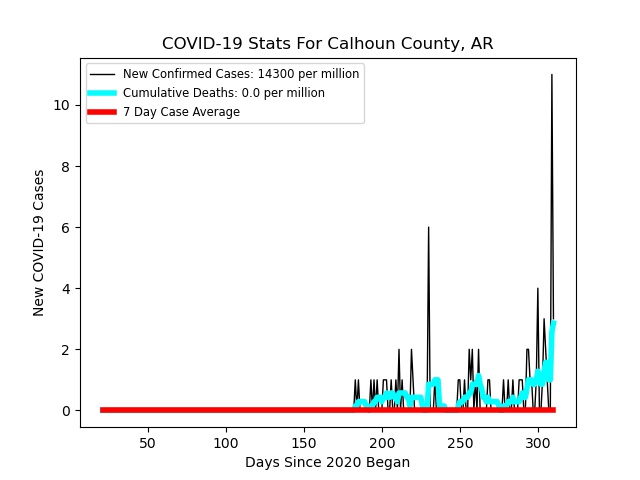 COVID-19 Stats For Calhoun County, AR
New Confirmed Cases: 14300 per million
Cumulative Deaths: 0.0 per million
7 Day Case Average
New COVID-19 Cases
10
8
6
4
2
0
50 100 150 200 250 300
Days Since 2020 Began